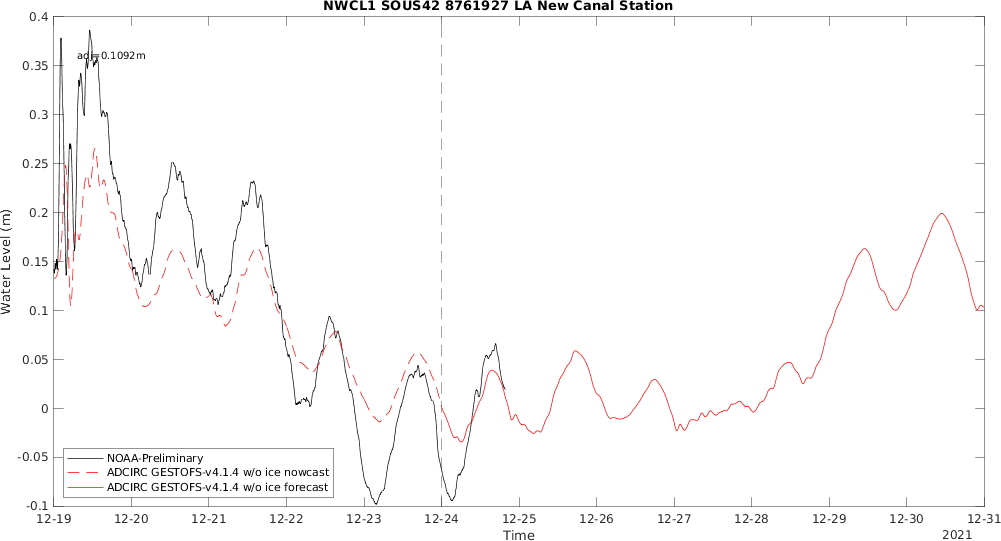 NWCL1 SOUS42 8761927 LA New Canal Station
0.4
0.35
0.3
0.25
0.2
0.15
0.1
0.05
0
-0.05
-0.1
Water Level (m)
adj=0.1092m
NOAA-Preliminary
ADCIRC GESTOFS-v4.1.4 w/o ice nowcast
ADCIRC GESTOFS-v4.1.4 w/o ice forecast
12-19 12-20 12-21 12-22 12-23 12-24 12-25 12-26 12-27 12-28 12-29 12-30 12-31
Time
2021